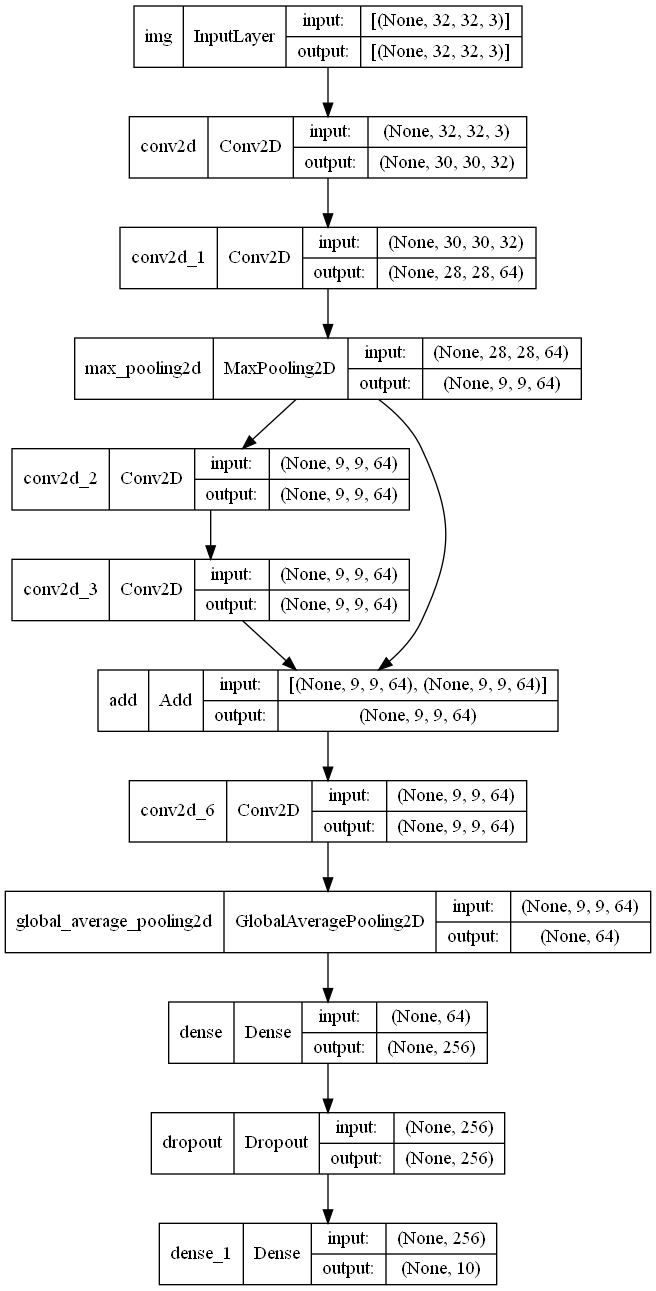 img InputLayer input: [(None, 32, 32, 3)]
output: [(None, 32, 32, 3)]
conv2d Conv2D input: (None, 32, 32, 3)
output: (None, 30, 30, 32)
conv2d_1 Conv2D input: (None, 30, 30, 32)
output: (None, 28, 28, 64)
max_pooling2d MaxPooling2D input: (None, 28, 28, 64)
output: (None, 9, 9, 64)
conv2d_2 Conv2D input: (None, 9, 9, 64)
output: (None, 9, 9, 64)
conv2d_3 Conv2D input: (None, 9, 9, 64)
output: (None, 9, 9, 64)
add Add input: [(None, 9, 9, 64), (None, 9, 9, 64)]
output: (None, 9, 9, 64)
conv2d_6 Conv2D input: (None, 9, 9, 64)
output: (None, 9, 9, 64)
global_average_pooling2d GlobalAveragePooling2D input: (None, 9, 9, 64)
output: (None, 64)
dense Dense input: (None, 64)
output: (None, 256)
dropout Dropout input: (None, 256)
output: (None, 256)
dense_1 Dense input: (None, 256)
output: (None, 10)